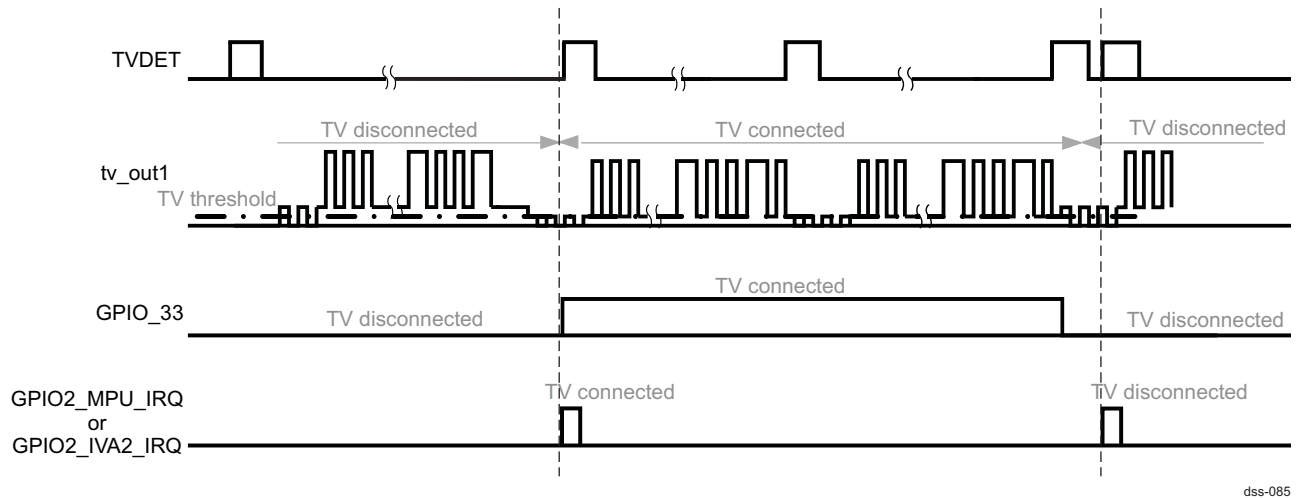 TVDET
TV disconnected
TV connected
TV disconnected
tv_out1
TV threshold
TV connected
GPIO_33
TV disconnected
TV disconnected
TV connected
TV disconnected
GPIO2_MPU_IRQ
or
GPIO2_IVA2_IRQ
dss-085